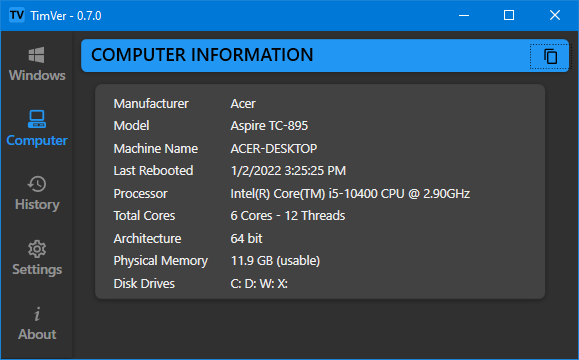 TV TimVer - 0.7.0
Windows
Computer
History
Settings
i
About
COMPUTER INFORMATION
Manufacturer Acer
Model Aspire TC-895
Machine Name ACER-DESKTOP
Last Rebooted 1/2/2022 3:25:25 PM
Processor Intel(R) Core(TM) i5-10400 CPU @ 2.90GHz
Total Cores 6 Cores - 12 Threads
Architecture 64 bit
Physical Memory 11.9 GB (usable)
Disk Drives C: D: W: X: